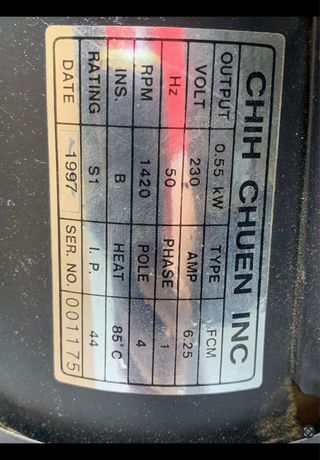 CHIH CHUEN INC
OUTPUT 0.55 kW TYPE FCM
VOLT 230 AMP 6.25
Hz 50 PHASE 1
RPM 1420 POLE 4
INS. B HEAT 85°C
RATING S1 I.P. 44
DATE 1997 SER. NO. 0011175